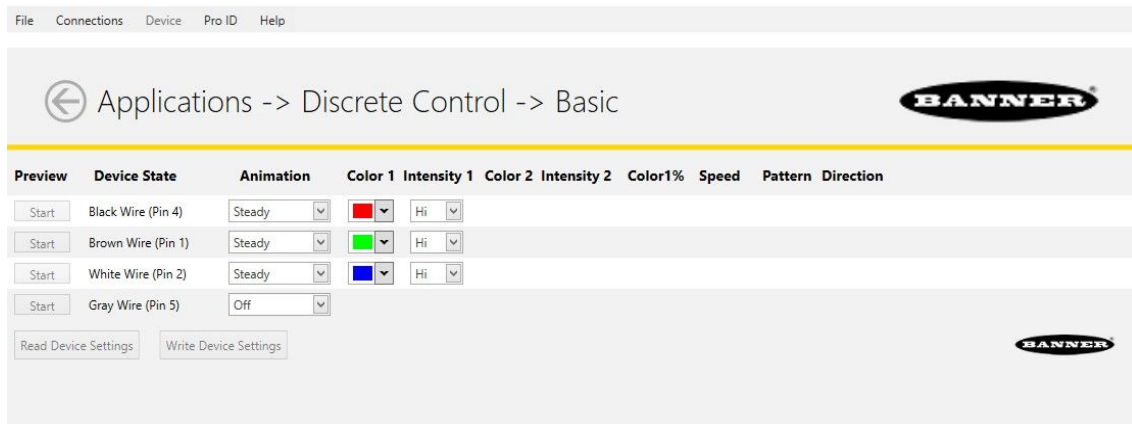 File Connections Device Pro ID Help
Applications -> Discrete Control -> Basic
BANNER
Preview Device State Animation Color 1 Intensity 1 Color 2 Intensity 2 Color1% Speed Pattern Direction
Start Black Wire (Pin 4) Steady Hi
Start Brown Wire (Pin 1) Steady Hi
Start White Wire (Pin 2) Steady Hi
Start Gray Wire (Pin 5) Off
Read Device Settings Write Device Settings
BANNER